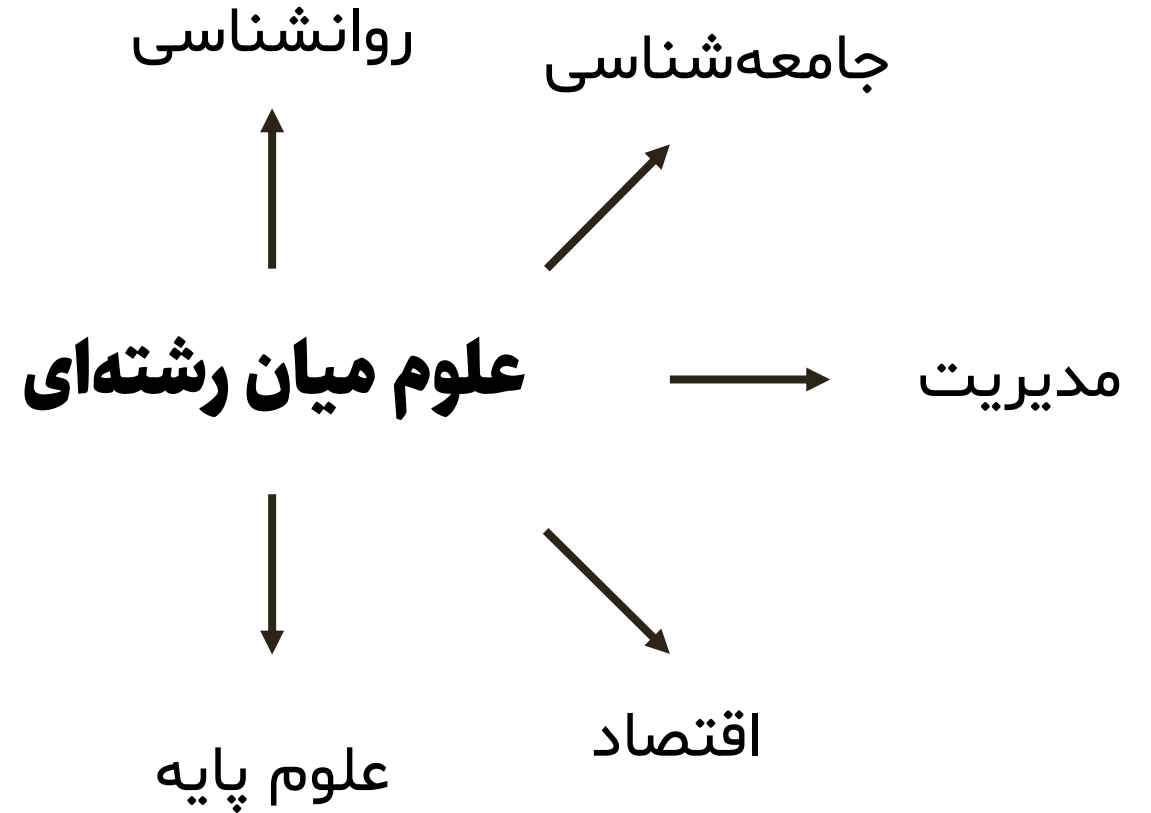 روانشناسی
جامعه‌شناسی
علوم میان رشته‌ای
مدیریت
اقتصاد
علوم پایه